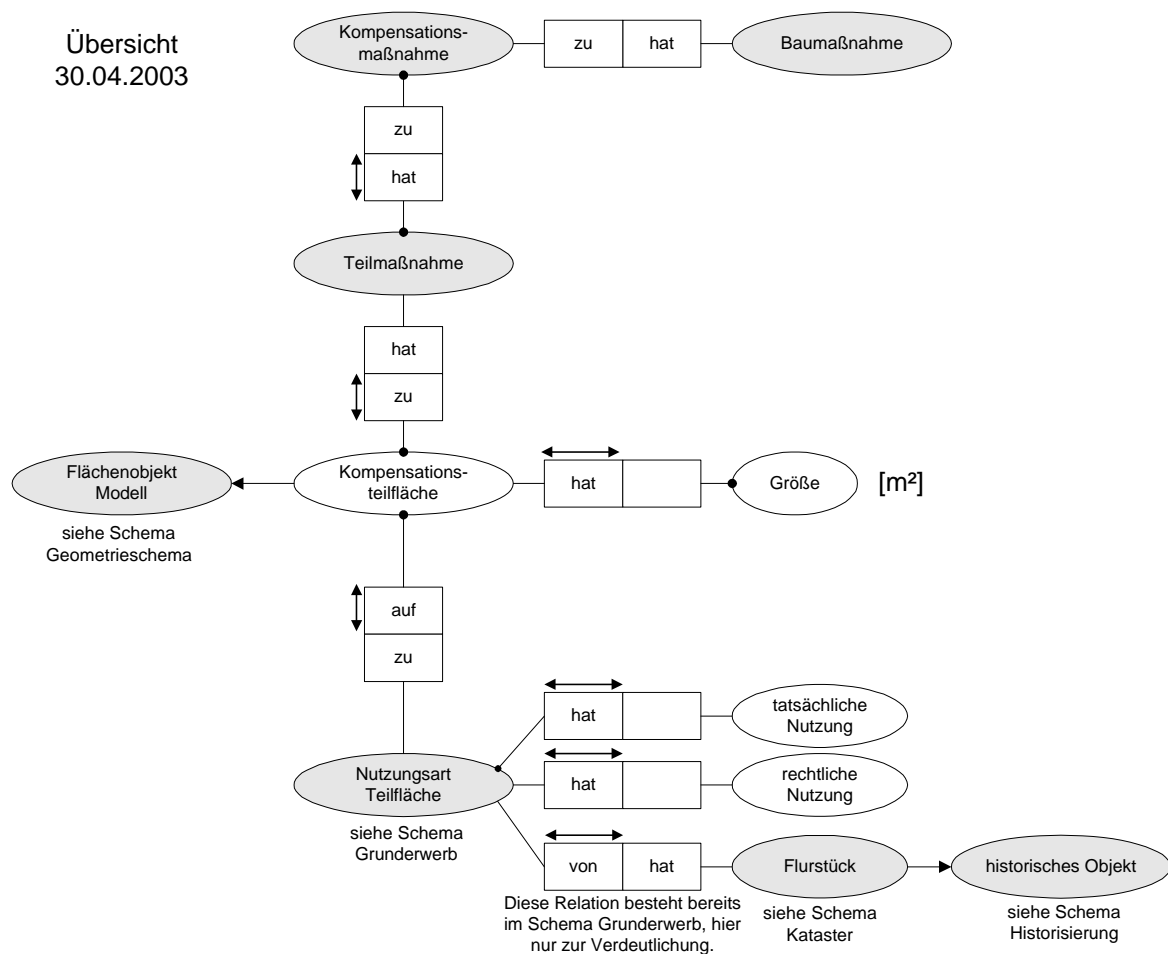 Übersicht
30.04.2003
Kompensations-
maßnahme
zu
hat
Baumaßnahme
zu
hat
Teilmaßnahme
hat
zu
Flächenobjekt
Modell
siehe Schema
Geometrieschema
Kompensations-
teilfläche
hat
Größe
[m²]
auf
zu
hat
tatsächliche
Nutzung
Nutzungsart
Teilfläche
siehe Schema
Grunderwerb
hat
rechtliche
Nutzung
von
hat
Diese Relation besteht bereits
im Schema Grunderwerb, hier
nur zur Verdeutlichung.
Flurstück
siehe Schema
Kataster
historisches Objekt
siehe Schema
Historisierung